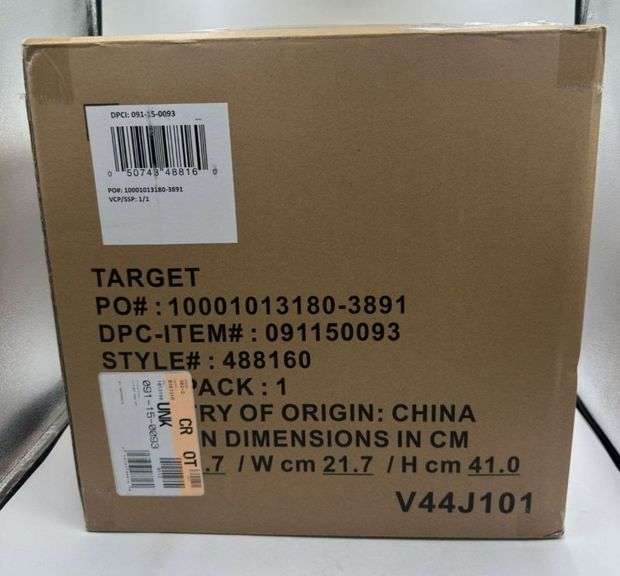 DPCI: 091-15-0093
0 50743 48816 0
PO#: 10001013180-3891
VCP/SSP: 1/1
TARGET
PO# : 10001013180-3891
DPC-ITEM# : 091150093
STYLE# : 488160
PACK : 1
RY OF ORIGIN: CHINA
N DIMENSIONS IN CM
.7 / W cm 21.7 / H cm 41.0
V44J101
CR OT
UNK
091-15-0093